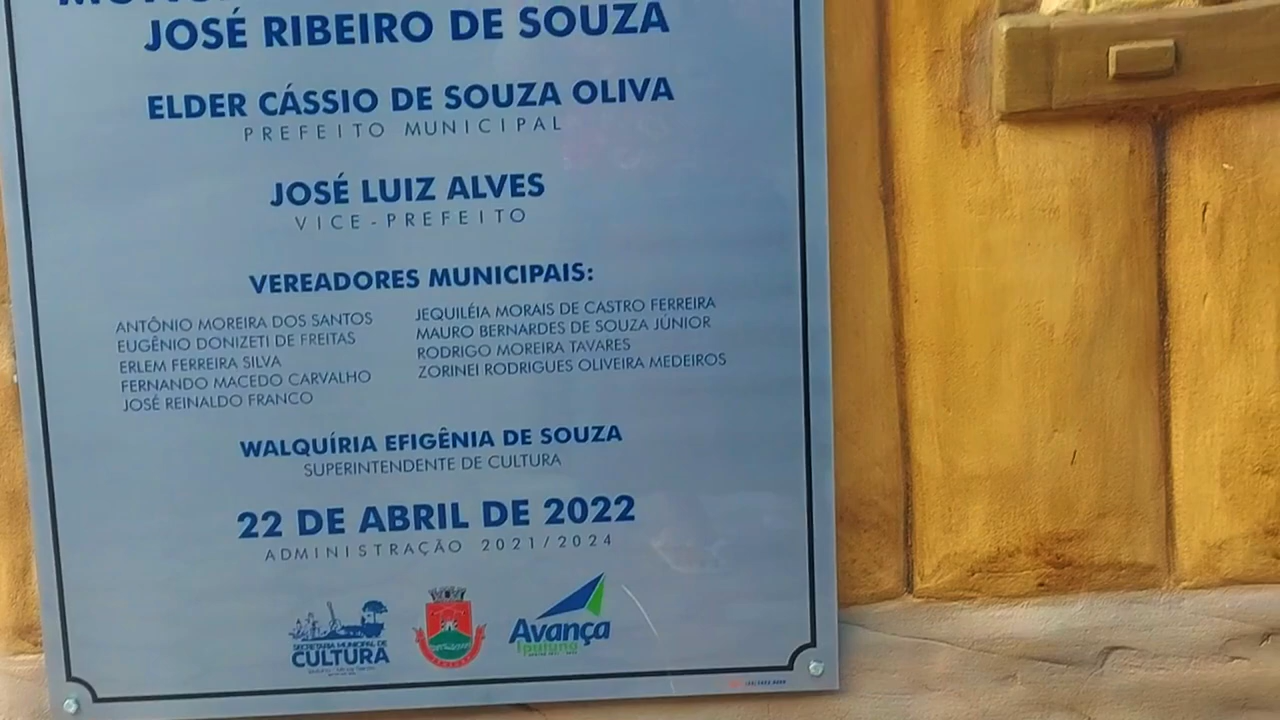 JOSÉ RIBEIRO DE SOUZA
ELDER CÁSSIO DE SOUZA OLIVA
PREFEITO MUNICIPAL
JOSÉ LUIZ ALVES
VICE-PREFEITO
VEREADORES MUNICIPAIS:
ANTÔNIO MOREIRA DOS SANTOS
EUGÊNIO DONIZETI DE FREITAS
ERLEM FERREIRA SILVA
FERNANDO MACEDO CARVALHO
JOSÉ REINALDO FRANCO
JEQUILÉIA MORAIS DE CASTRO FERREIRA
MAURO BERNARDES DE SOUZA JÚNIOR
RODRIGO MOREIRA TAVARES
ZORINEI RODRIGUES OLIVEIRA MEDEIROS
WALQUÍRIA EFIGÊNIA DE SOUZA
SUPERINTENDENTE DE CULTURA
22 DE ABRIL DE 2022
ADMINISTRAÇÃO 2021/2024
SECRETARIA MUNICIPAL DE
CULTURA
Avança